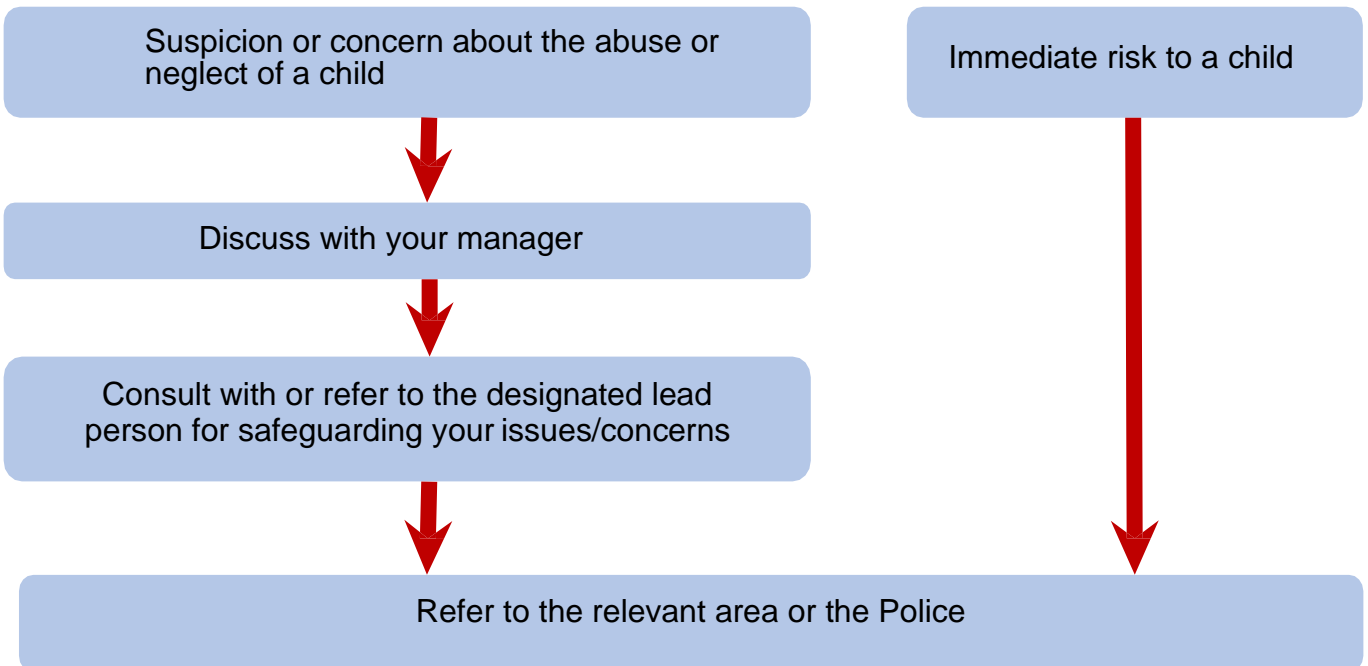 Suspicion or concern about the abuse or
neglect of a child
Immediate risk to a child
Discuss with your manager
Consult with or refer to the designated lead
person for safeguarding your issues/concerns
Refer to the relevant area or the Police